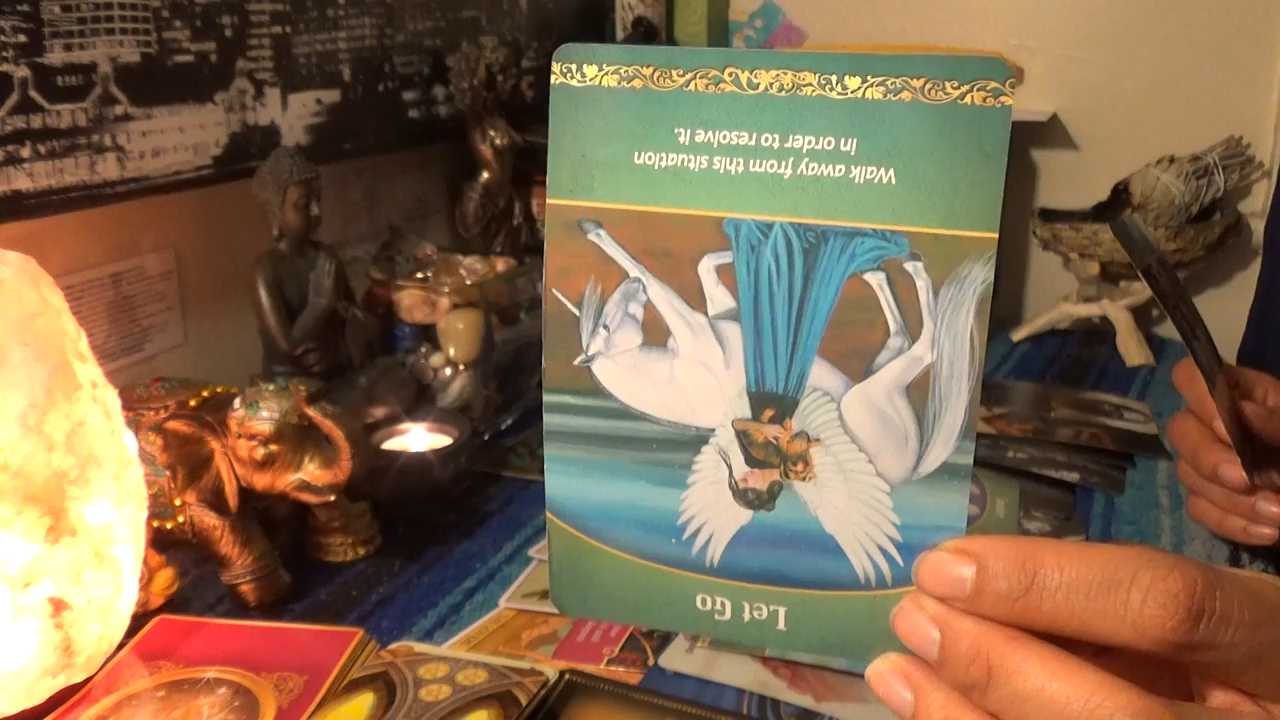 Let Go
Walk away from this situation
in order to resolve it.